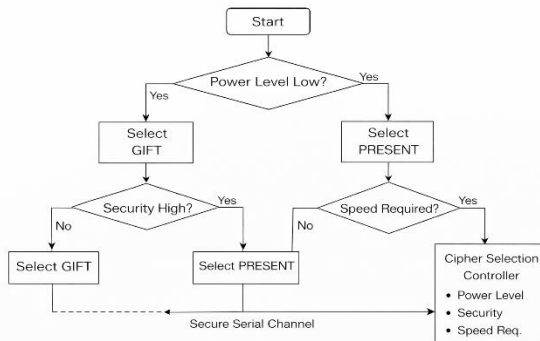 Start
Power Level Low?
Yes
Yes
Select
GIFT
Select
PRESENT
Security High?
Yes
Speed Required?
No
No
Yes
Select GIFT
Select PRESENT
Cipher Selection
Controller
• Power Level
• Security
• Speed Req.
Secure Serial Channel